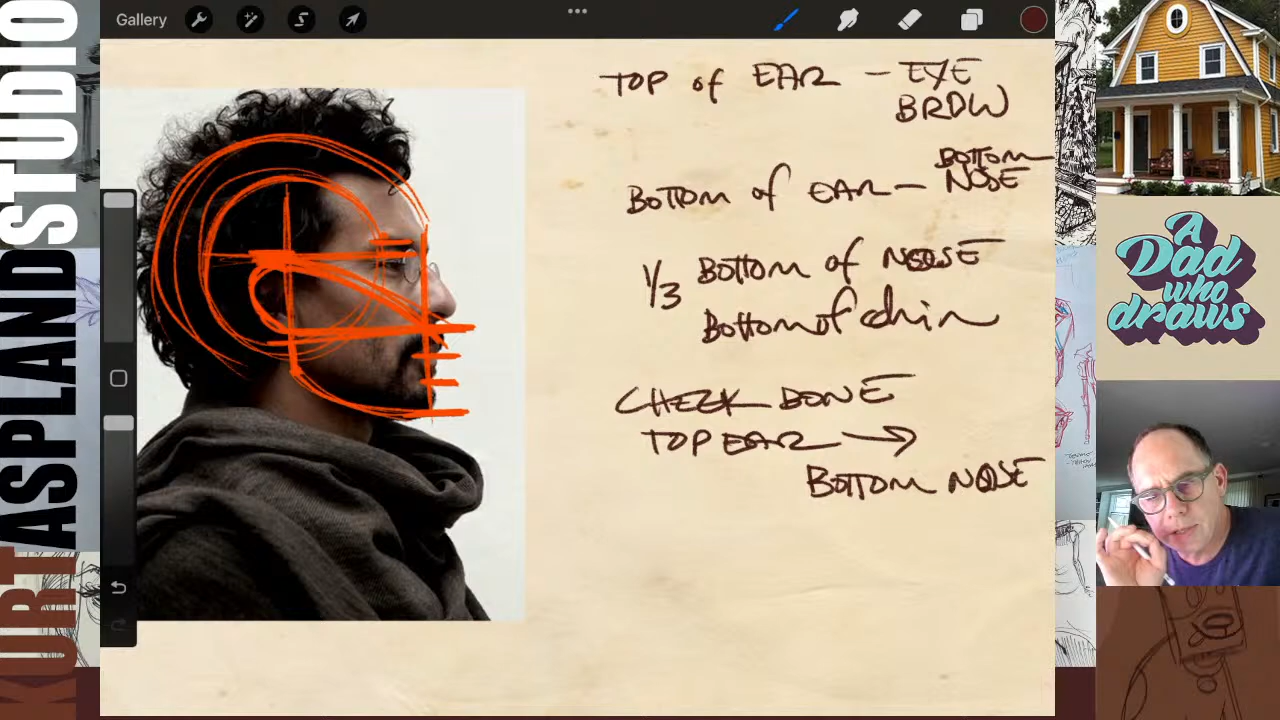 KURT ASPLAND STUDIO
Gallery
TOP of EAR – EYE
BROW
BOTTOM of EAR – BOTTOM
NOSE
1/3 BOTTOM of NOSE
BOTTOM of chin
CHEEK BONE
TOP EAR →
BOTTOM NOSE
A
Dad
who
draws